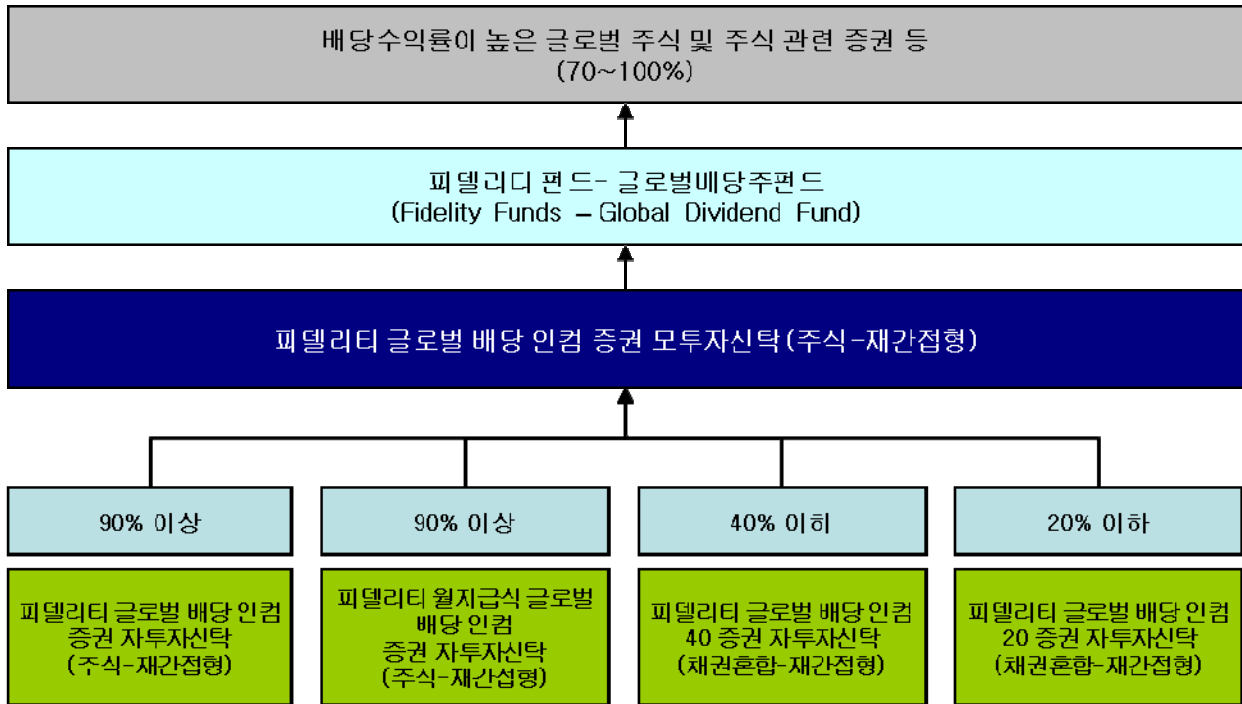 배당수익률이 높은 글로벌 주식 및 주식 관련 증권 등
(70~100%)
피델리디 펀드- 글로벌배당주펀드
(Fidelity Funds – Global Dividend Fund)
피델리티 글로벌 배당 인컴 증권 모투자신탁(주식-재간접형)
90% 이상
90% 이상
40% 이하
20% 이하
피델리티 글로벌 배당 인컴
증권 자투자신탁
(주식-재간접형)
피델리티 월지급식 글로벌
배당 인컴
증권 자투자신탁
(주식-재간접형)
피델리티 글로벌 배당 인컴
40 증권 자투자신탁
(채권혼합-재간접형)
피델리티 글로벌 배당 인컴
20 증권 자투자신탁
(채권혼합-재간접형)